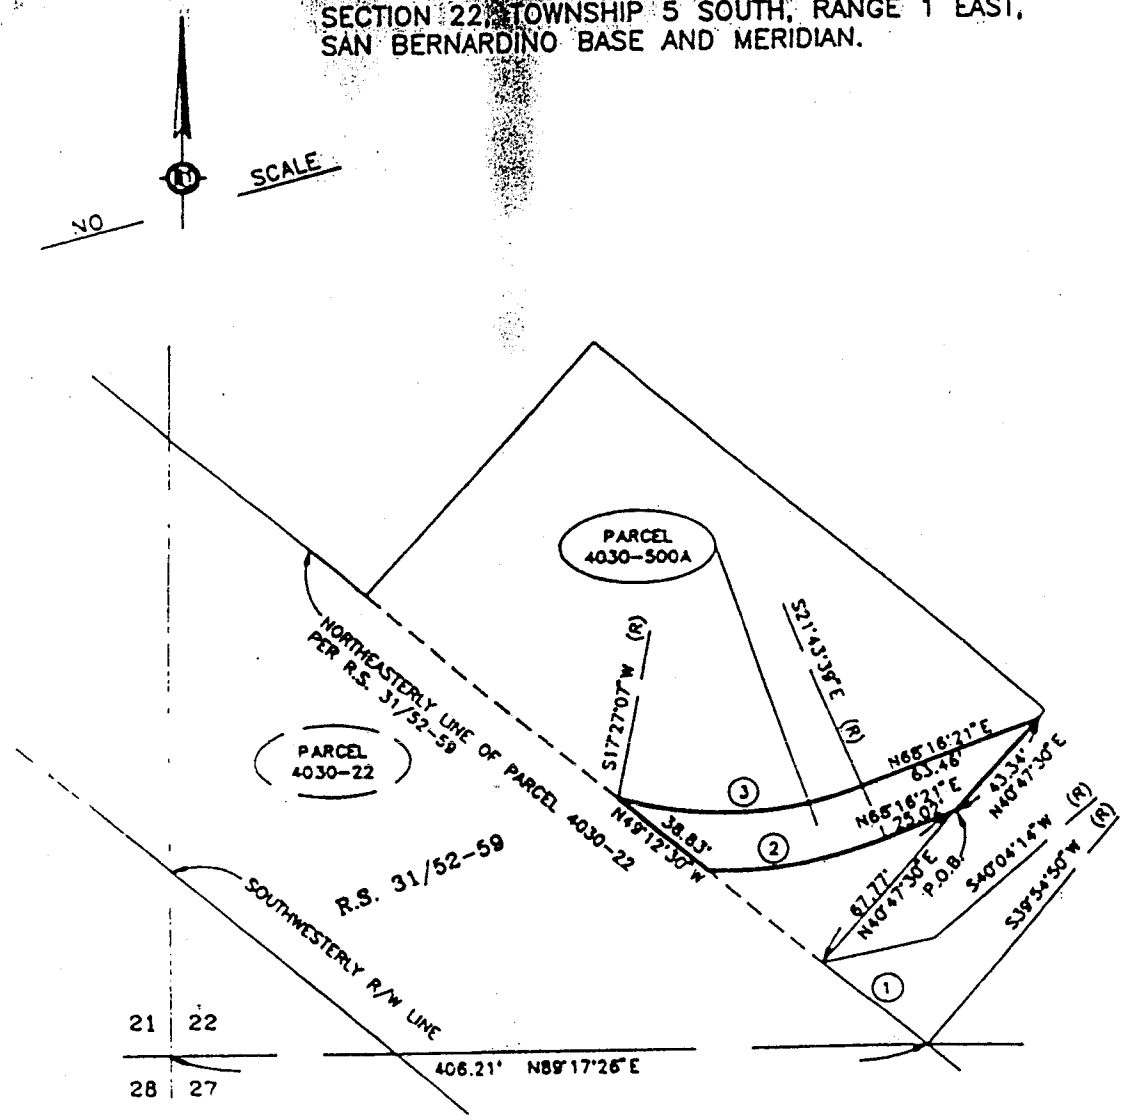 SECTION 22, TOWNSHIP 5 SOUTH, RANGE 1 EAST,
SAN BERNARDINO BASE AND MERIDIAN.
NO
SCALE
PARCEL
4030-500A
S21°43'39"E (R)
S17°27'07"W (R)
NORTHEASTERLY LINE OF PARCEL 4030-22
PER R.S. 31/52-59
PARCEL
4030-22
N68°16'21"E
63.46'
3
N68°16'21"E
25.03'
43.34'
N40°47'30"E
38.83'
N49°12'30"W
2
67.77'
N40°47'30"E
P.O.B.
S40°04'14"W (R)
S39°54'50"W (R)
R.S. 31/52-59
SOUTHWESTERLY R/W LINE
1
21 22
28 27
406.21' N89°17'26"E